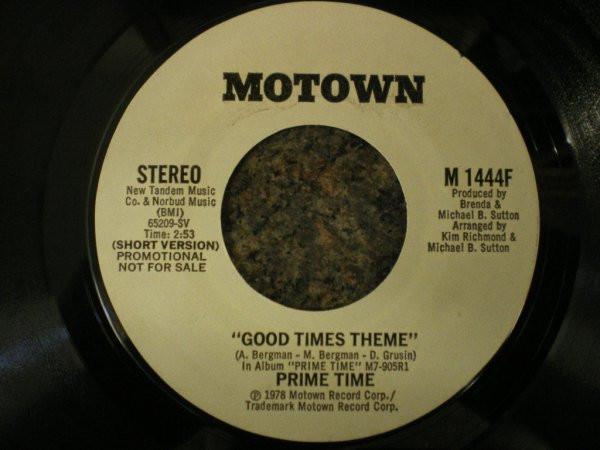 MOTOWN
STEREO
New Tandem Music
Co. & Norbud Music
(BMI)
65209-SV
Time: 2:53
(SHORT VERSION)
PROMOTIONAL
NOT FOR SALE
M 1444F
Produced by
Brenda &
Michael B. Sutton
Arranged by
Kim Richmond &
Michael B. Sutton
"GOOD TIMES THEME"
(A. Bergman - M. Bergman - D. Grusin)
In Album "PRIME TIME" M7-905R1
PRIME TIME
℗ 1978 Motown Record Corp./
Trademark Motown Record Corp.